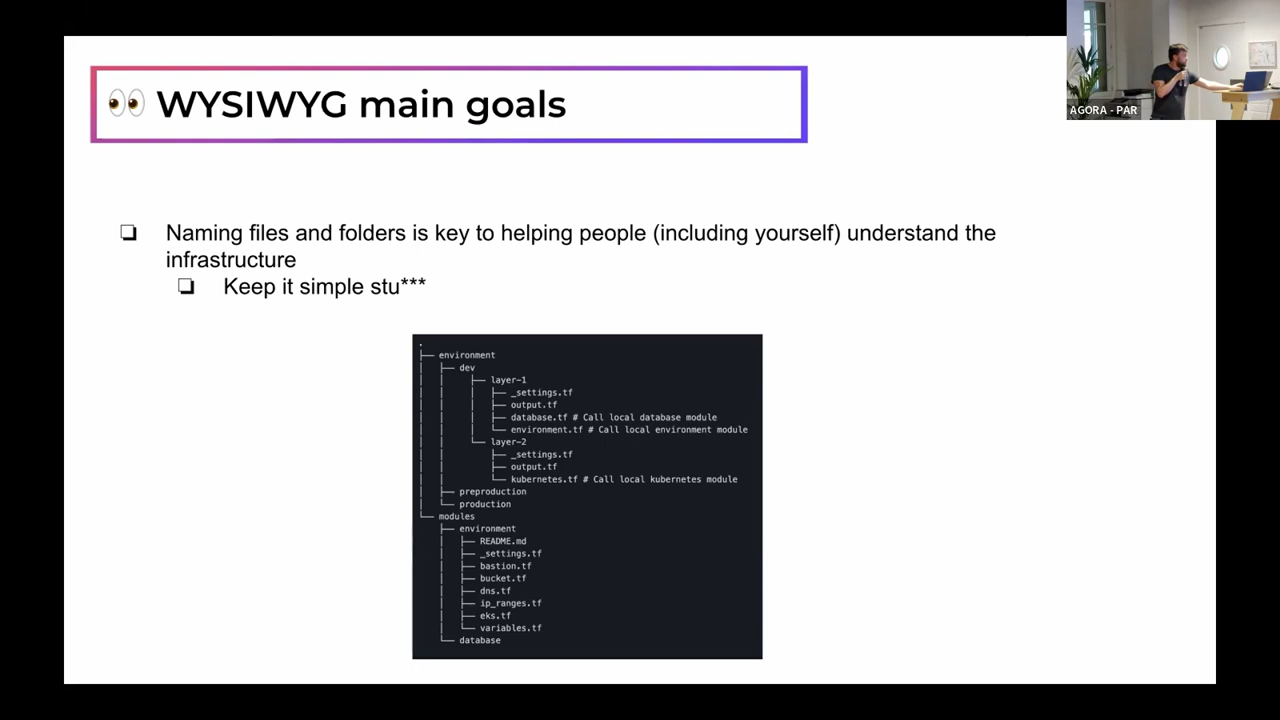 👀 WYSIWYG main goals
AGORA - PAR
❏ Naming files and folders is key to helping people (including yourself) understand the
infrastructure
❏ Keep it simple stu***
.
├── environment
│   ├── dev
│   │   ├── layer-1
│   │   │   ├── _settings.tf
│   │   │   ├── output.tf
│   │   │   ├── database.tf # Call local database module
│   │   │   └── environment.tf # Call local environment module
│   │   └── layer-2
│   │       ├── _settings.tf
│   │       ├── output.tf
│   │       └── kubernetes.tf # Call local kubernetes module
│   ├── preproduction
│   └── production
└── modules
    ├── environment
    │   ├── README.md
    │   ├── _settings.tf
    │   ├── bastion.tf
    │   ├── bucket.tf
    │   ├── dns.tf
    │   ├── ip_ranges.tf
    │   ├── eks.tf
    │   └── variables.tf
    └── database